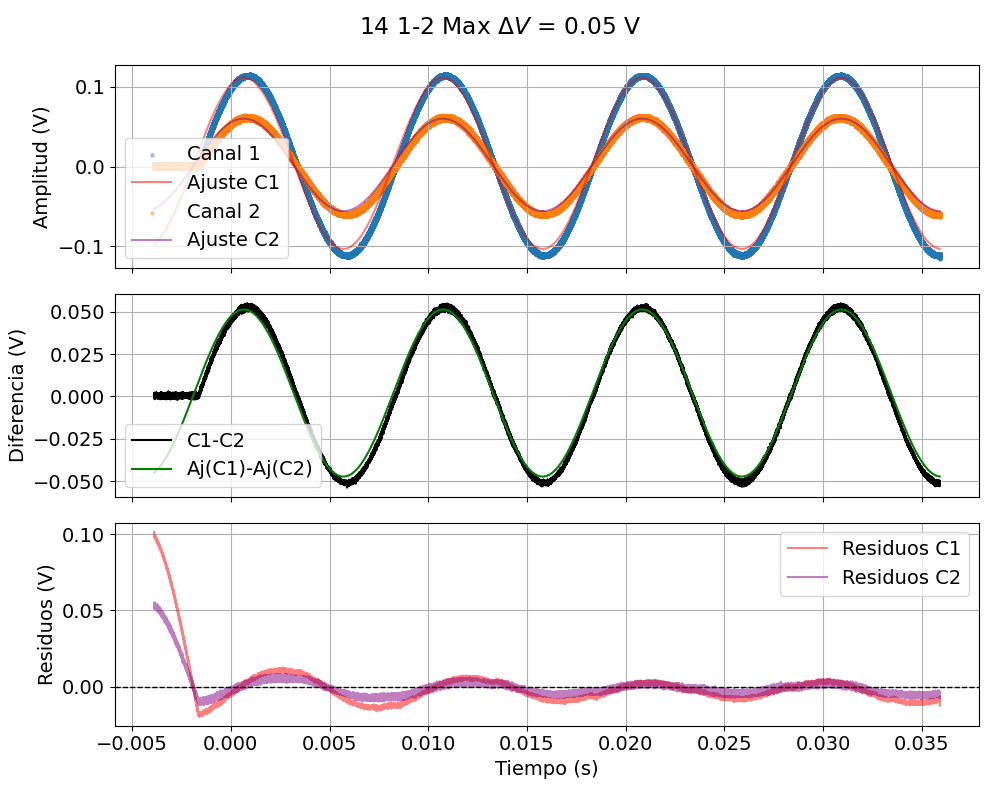 14 1-2 Max ΔV = 0.05 V
Amplitud (V)
0.1
0.0
−0.1
Canal 1
Ajuste C1
Canal 2
Ajuste C2
Diferencia (V)
0.050
0.025
0.000
−0.025
−0.050
C1-C2
Aj(C1)-Aj(C2)
Residuos (V)
0.10
0.05
0.00
Residuos C1
Residuos C2
−0.005
0.000
0.005
0.010
0.015
0.020
0.025
0.030
0.035
Tiempo (s)